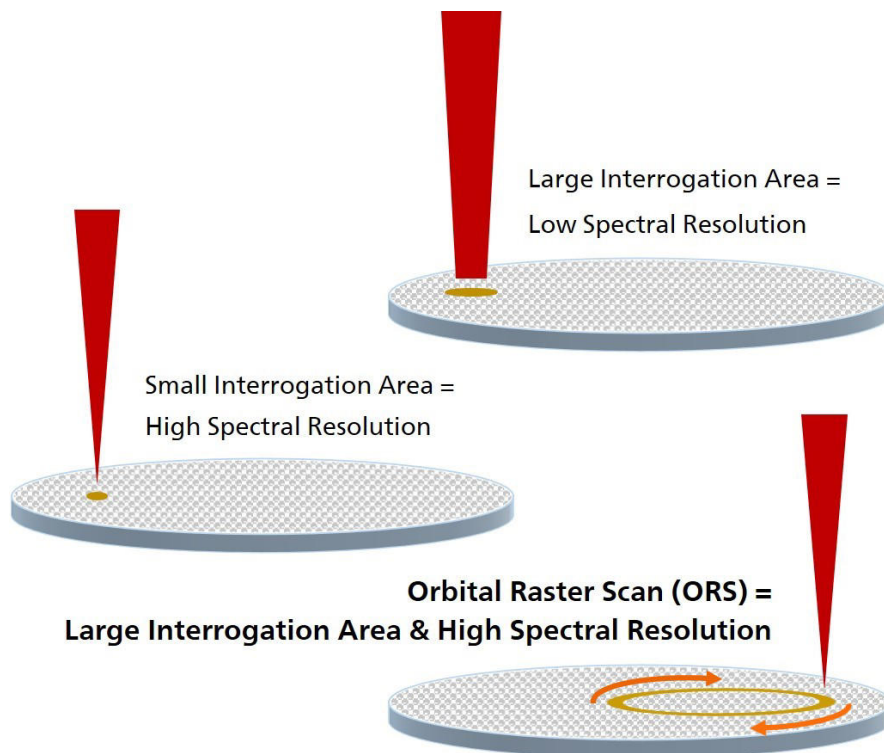 Large Interrogation Area =
Low Spectral Resolution
Small Interrogation Area =
High Spectral Resolution
Orbital Raster Scan (ORS) =
Large Interrogation Area & High Spectral Resolution